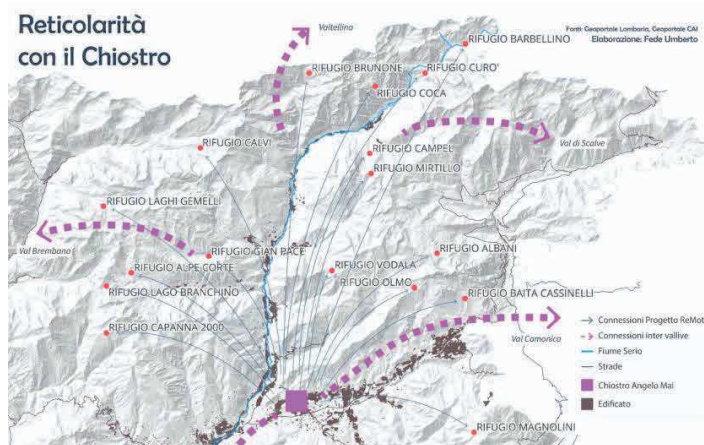 Reticolarità
con il Chiostro
Valtellina
Fonti: Geoportale Lombardia, Geoportale CAI
Elaborazione: Fede Umberto
RIFUGIO BARBELLINO
RIFUGIO BRUNONE
RIFUGIO CURO'
RIFUGIO COCA
RIFUGIO CALVI
RIFUGIO CAMPEL
Val di Scalve
RIFUGIO MIRTILLO
RIFUGIO LAGHI GEMELLI
Val Brembana
RIFUGIO GIAN PACE
RIFUGIO ALBANI
RIFUGIO ALPE CORTE
RIFUGIO VODALA
RIFUGIO LAGO BRANCHINO
RIFUGIO OLMO
RIFUGIO BAITA CASSINELLI
RIFUGIO CAPANNA 2000
Val Camonica
Connessioni Progetto ReMot
Connessioni inter vallive
Fiume Serio
Strade
Chiostro Angelo Mai
Edificato
RIFUGIO MAGNOLINI